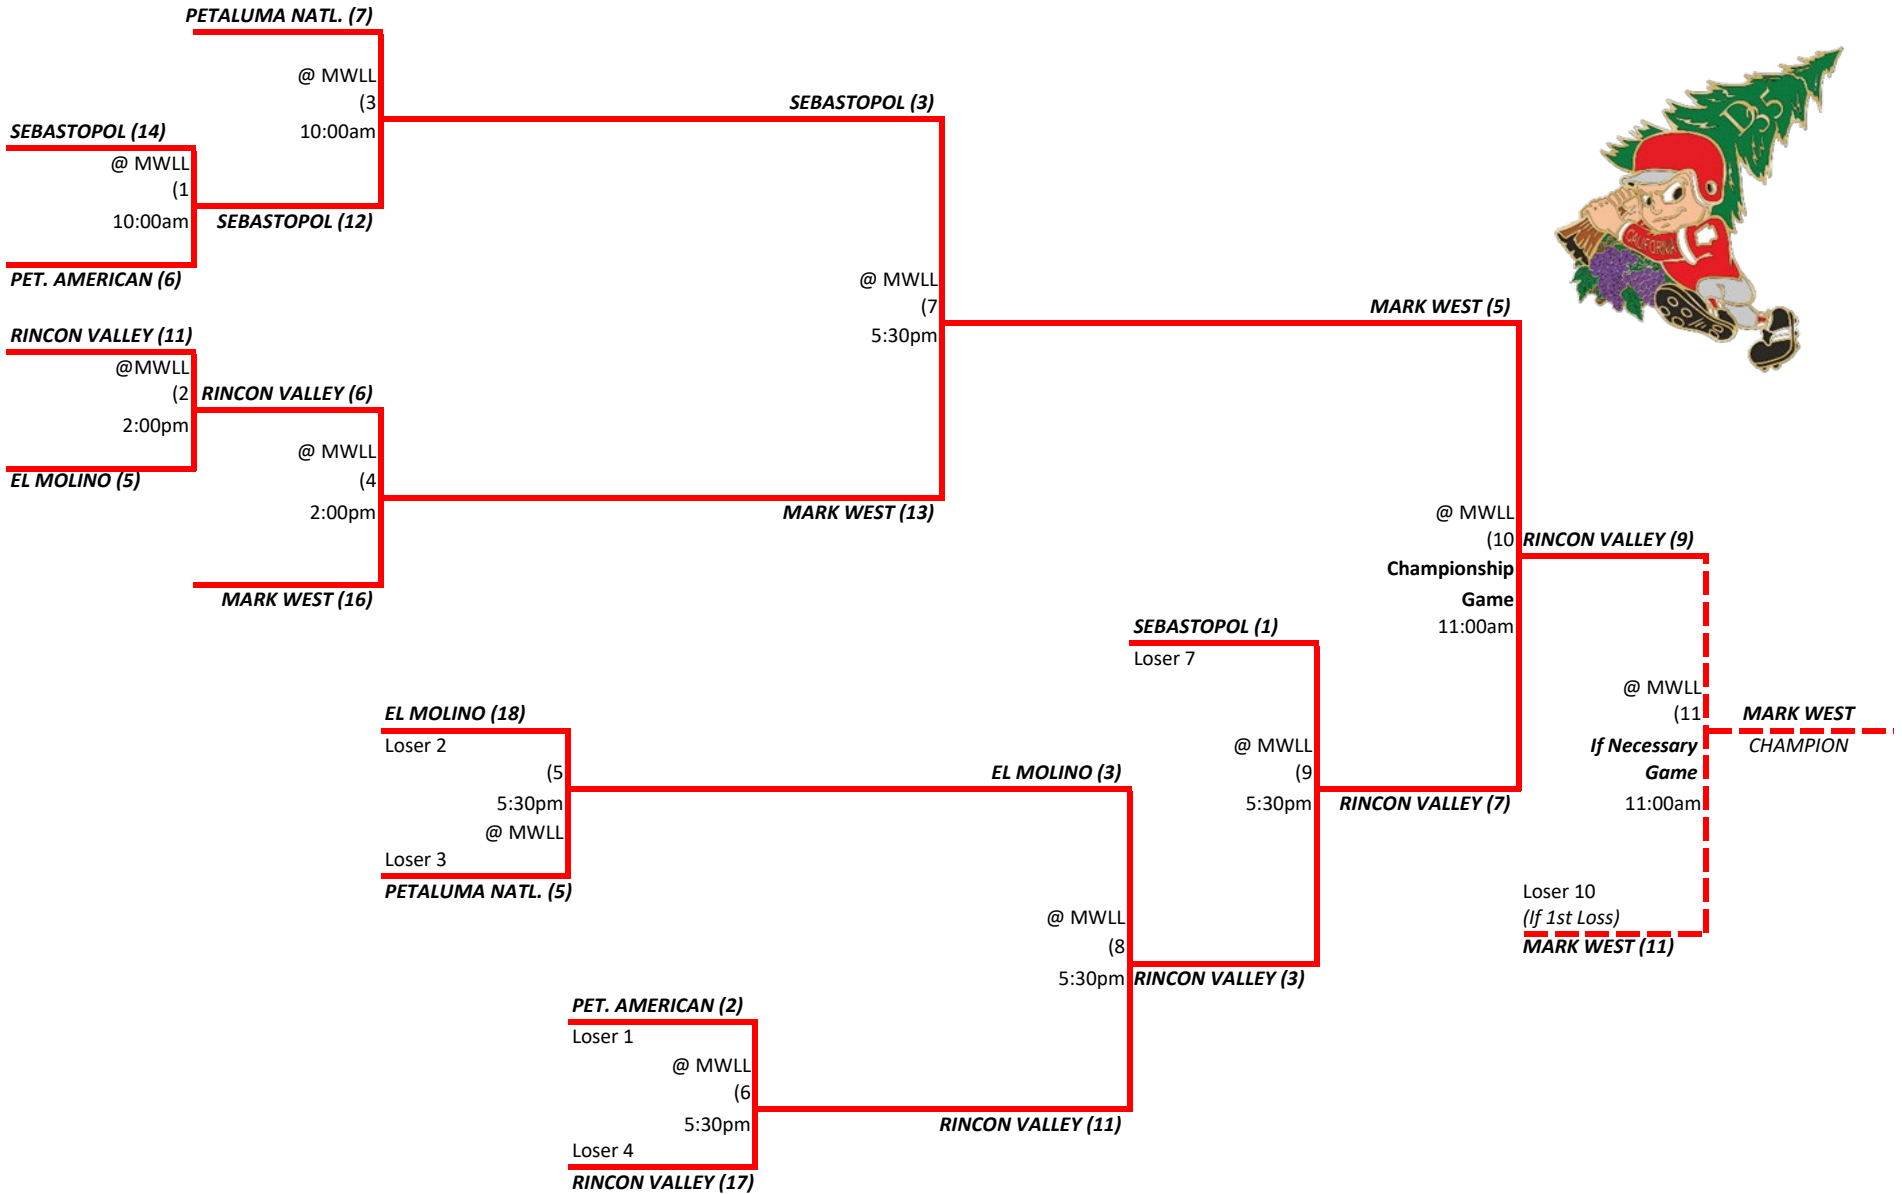 PETALUMA NATL. (7)
@ MWLL
(3
10:00am
SEBASTOPOL (3)
SEBASTOPOL (14)
@ MWLL
(1
10:00am
SEBASTOPOL (12)
PET. AMERICAN (6)
RINCON VALLEY (11)
@MWLL
(2
2:00pm
RINCON VALLEY (6)
EL MOLINO (5)
@ MWLL
(4
2:00pm
MARK WEST (13)
MARK WEST (16)
@ MWLL
(7
5:30pm
MARK WEST (5)
D35
CALIFORNIA
@ MWLL
(10
Championship
Game
11:00am
RINCON VALLEY (9)
SEBASTOPOL (1)
Loser 7
@ MWLL
(9
5:30pm
RINCON VALLEY (7)
EL MOLINO (18)
Loser 2
(5
5:30pm
@ MWLL
Loser 3
PETALUMA NATL. (5)
EL MOLINO (3)
@ MWLL
(8
5:30pm
RINCON VALLEY (3)
PET. AMERICAN (2)
Loser 1
@ MWLL
(6
5:30pm
Loser 4
RINCON VALLEY (17)
RINCON VALLEY (11)
@ MWLL
(11
If Necessary
Game
11:00am
MARK WEST
CHAMPION
Loser 10
(If 1st Loss)
MARK WEST (11)